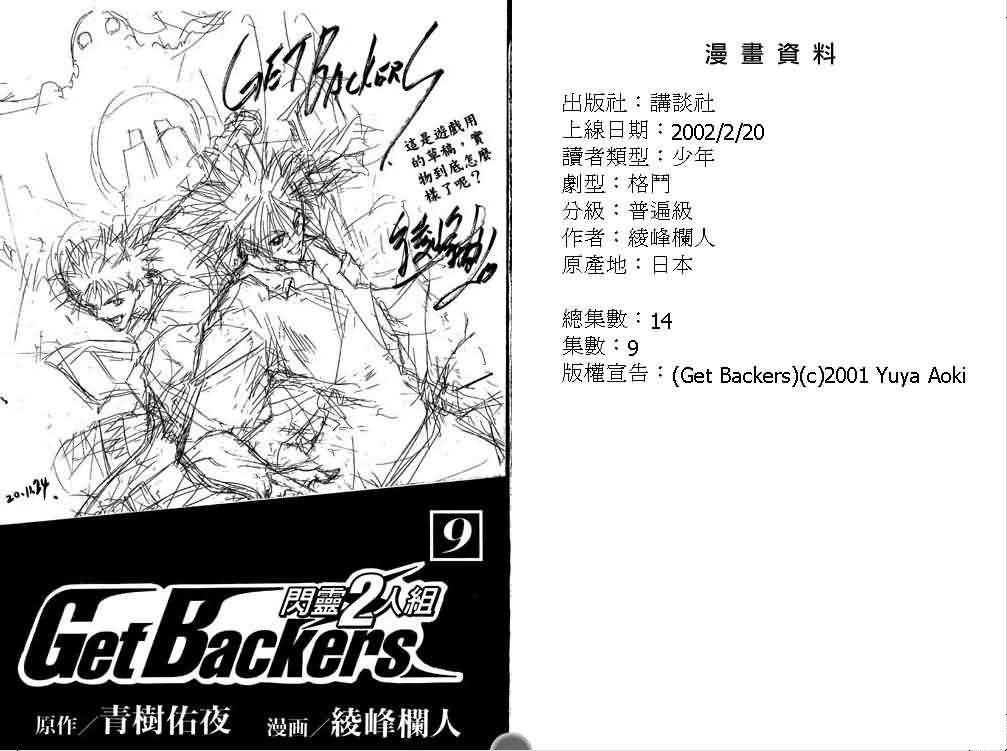 GET BACKERS
這是遊戲用
的草稿，實
物到底怎麼
樣了呢？
20.11.24
9
閃靈2人組
Get Backers
原作／青樹佑夜 漫画／綾峰欄人
漫畫資料
出版社：講談社
上線日期：2002/2/20
讀者類型：少年
劇型：格鬥
分級：普遍級
作者：綾峰欄人
原產地：日本
總集數：14
集數：9
版權宣告：(Get Backers)(c)2001 Yuya Aoki